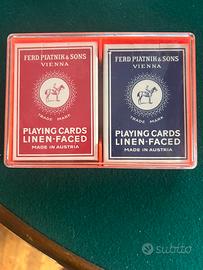 FERD PIATNIK & SONS
VIENNA
TRADE MARK
PLAYING CARDS
LINEN-FACED
MADE IN AUSTRIA
FERD PIATNIK & SONS
VIENNA
TRADE MARK
PLAYING CARDS
LINEN-FACED
MADE IN AUSTRIA
subito